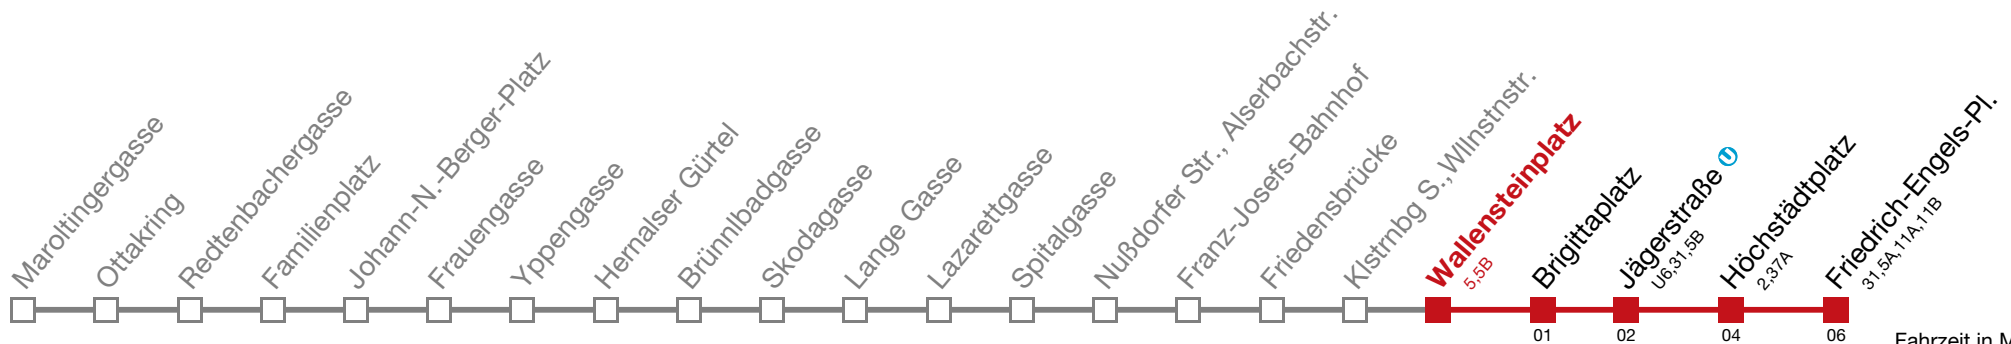 Maroltingergasse
Ottakring
Redtenbachergasse
Familienplatz
Johann-N.-Berger-Platz
Frauengasse
Yppengasse
Hernalser Gürtel
Brünnlbadgasse
Skodagasse
Lange Gasse
Lazarettgasse
Spitalgasse
Nußdorfer Str., Alserbachstr.
Franz-Josefs-Bahnhof
Friedensbrücke
Klstrnbg S., Wllnstnstr.
Wallensteinplatz
5,5B
Brigittaplatz
Jägerstraße U
U6,31,5B
Höchstädtplatz
2,37A
Friedrich-Engels-Pl.
31,5A,11A,11B
01 02 04 06
Fahrzeit in